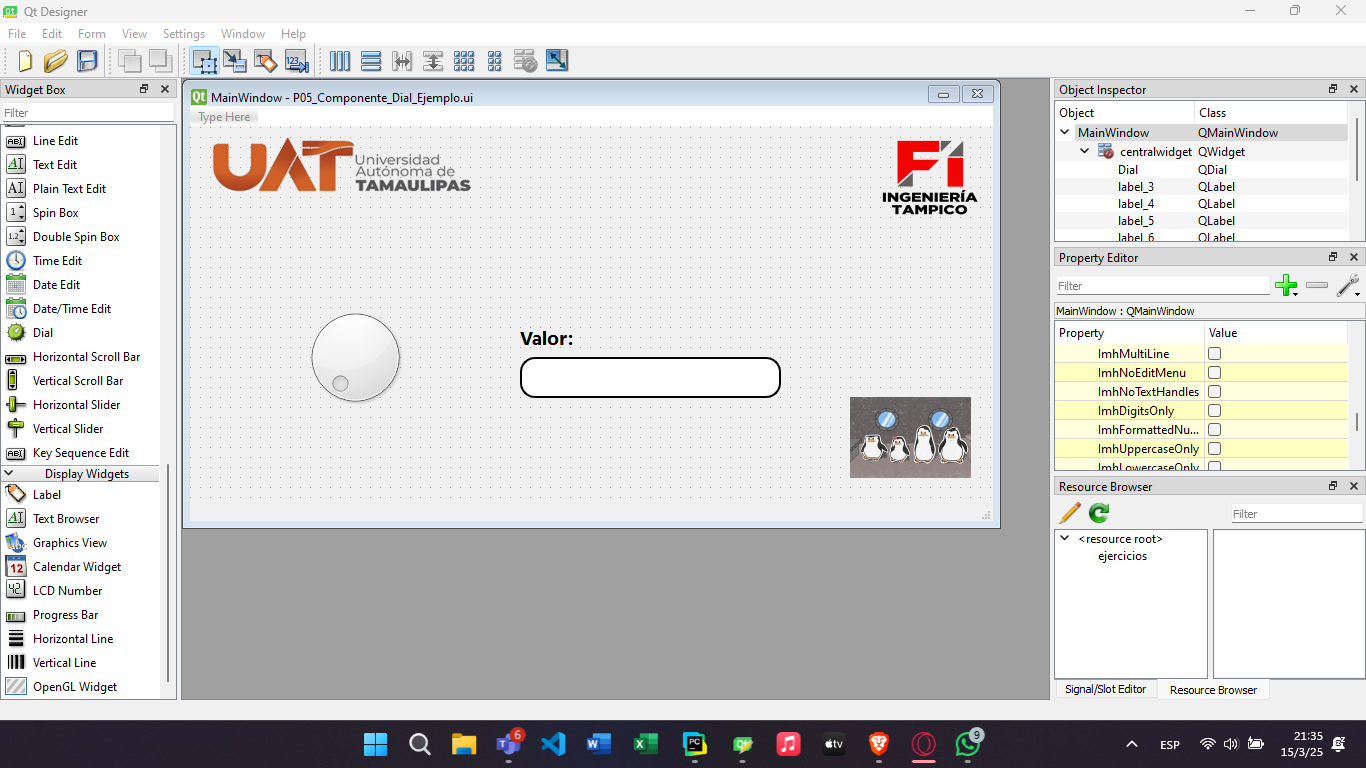 Qt Designer
File Edit Form View Settings Window Help
Widget Box
Filter
Line Edit
Text Edit
Plain Text Edit
Spin Box
Double Spin Box
Time Edit
Date Edit
Date/Time Edit
Dial
Horizontal Scroll Bar
Vertical Scroll Bar
Horizontal Slider
Vertical Slider
Key Sequence Edit
Display Widgets
Label
Text Browser
Graphics View
Calendar Widget
LCD Number
Progress Bar
Horizontal Line
Vertical Line
OpenGL Widget
MainWindow - P05_Componente_Dial_Ejemplo.ui
Type Here
UAT
Universidad
Autónoma de
TAMAULIPAS
Fi
INGENIERÍA
TAMPICO
Valor:
Object Inspector
Object Class
MainWindow QMainWindow
centralwidget QWidget
Dial QDial
label_3 QLabel
label_4 QLabel
label_5 QLabel
label_6 QLabel
Property Editor
Filter
MainWindow : QMainWindow
Property Value
ImhMultiLine
ImhNoEditMenu
ImhNoTextHandles
ImhDigitsOnly
ImhFormattedNu...
ImhUppercaseOnly
ImhLowercaseOnly
Resource Browser
Filter
<resource root>
ejercicios
Signal/Slot Editor Resource Browser
6
9
ESP
21:35
15/3/25